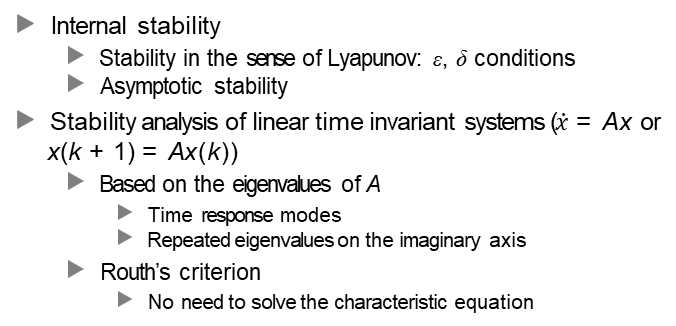 Internal stability
Stability in the sense of Lyapunov: ε, δ conditions
Asymptotic stability
Stability analysis of linear time invariant systems (ẋ = Ax or
x(k + 1) = Ax(k))
Based on the eigenvalues of A
Time response modes
Repeated eigenvalues on the imaginary axis
Routh's criterion
No need to solve the characteristic equation